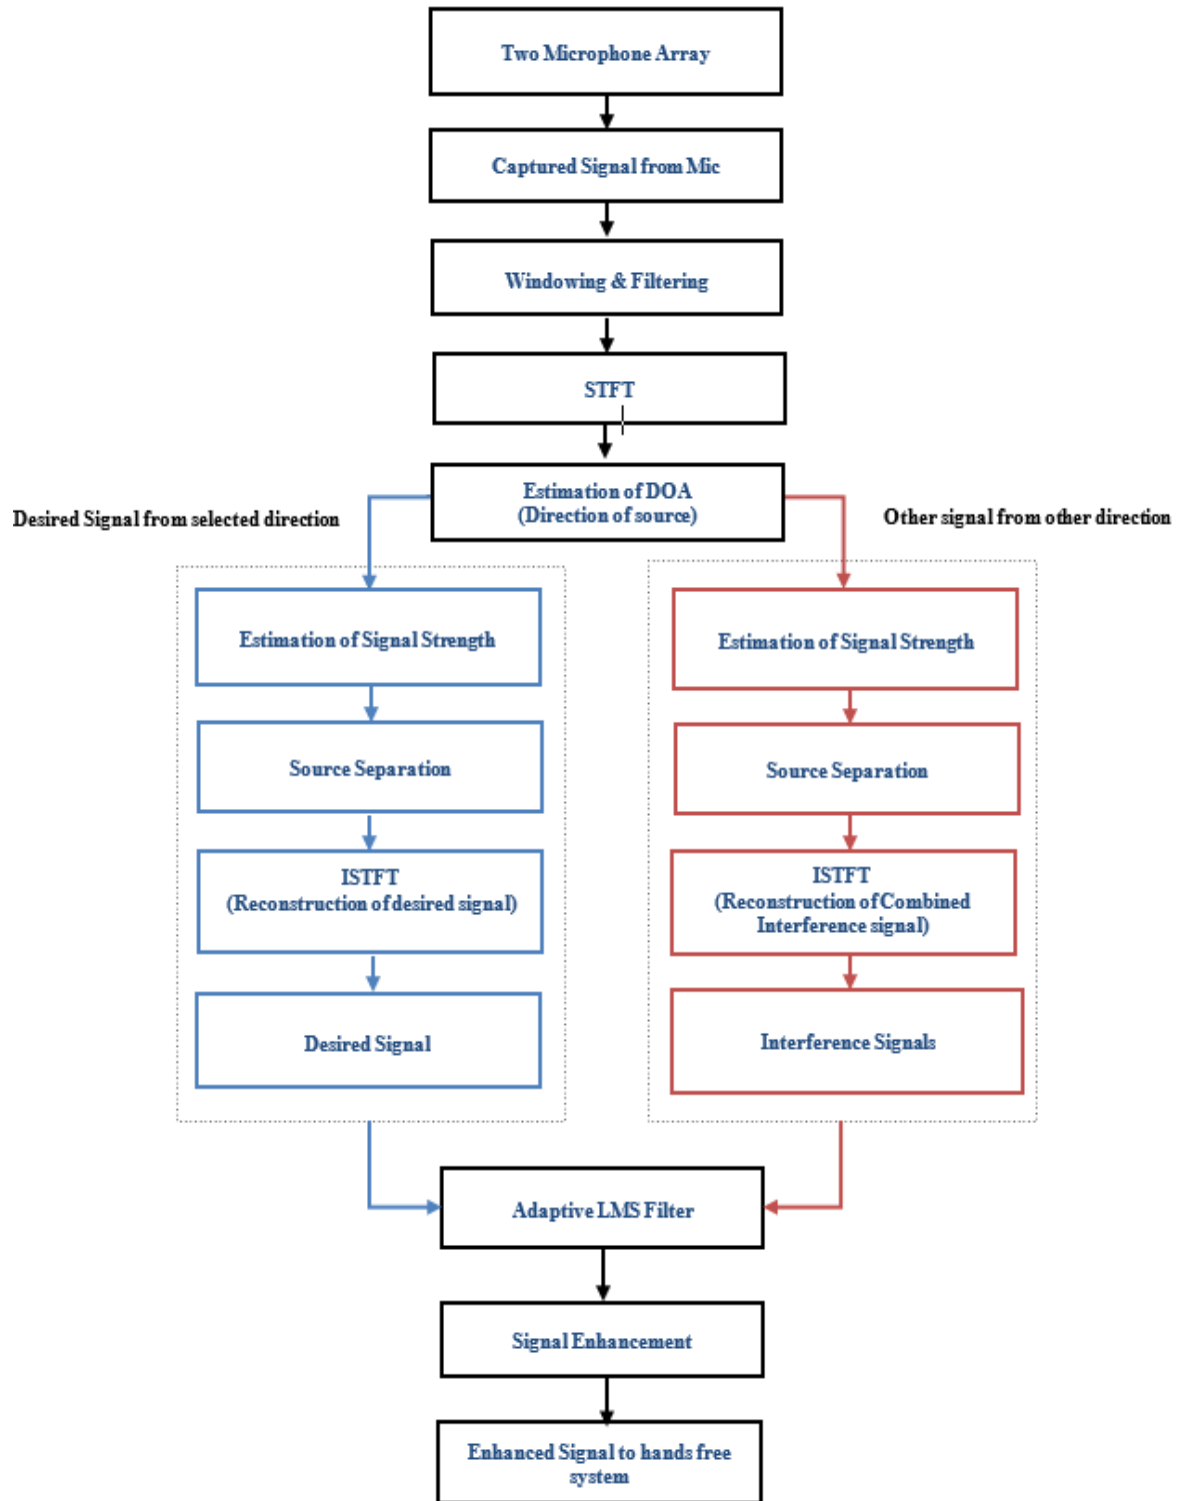 Two Microphone Array
Captured Signal from Mic
Windowing & Filtering
STFT
Estimation of DOA
(Direction of source)
Desired Signal from selected direction
Other signal from other direction
Estimation of Signal Strength
Source Separation
ISTFT
(Reconstruction of desired signal)
Desired Signal
Estimation of Signal Strength
Source Separation
ISTFT
(Reconstruction of Combined
Interference signal)
Interference Signals
Adaptive LMS Filter
Signal Enhancement
Enhanced Signal to hands free
system